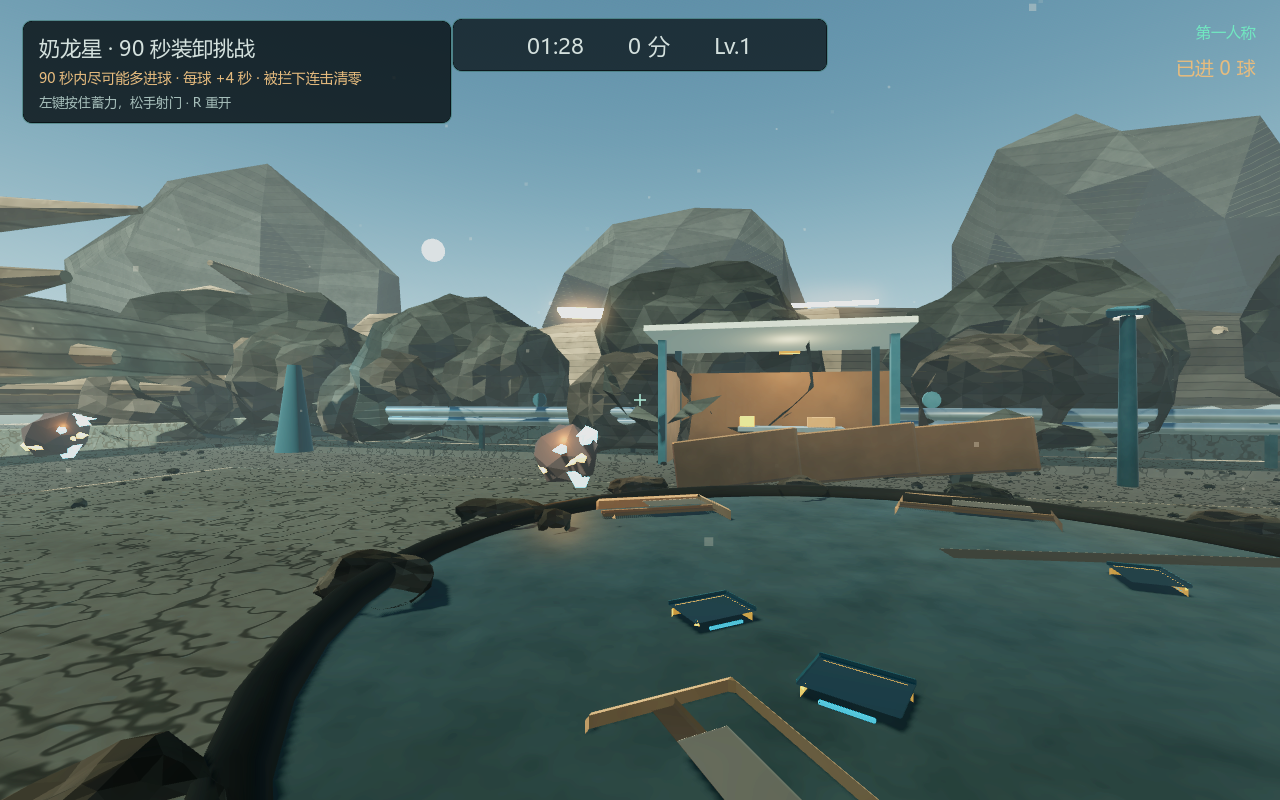 奶龙星 · 90 秒装卸挑战
90 秒内尽可能多进球 · 每球 +4 秒 · 被拦下连击清零
左键按住蓄力，松手射门 · R 重开
01:28 0 分 Lv.1
第一人称
已进 0 球